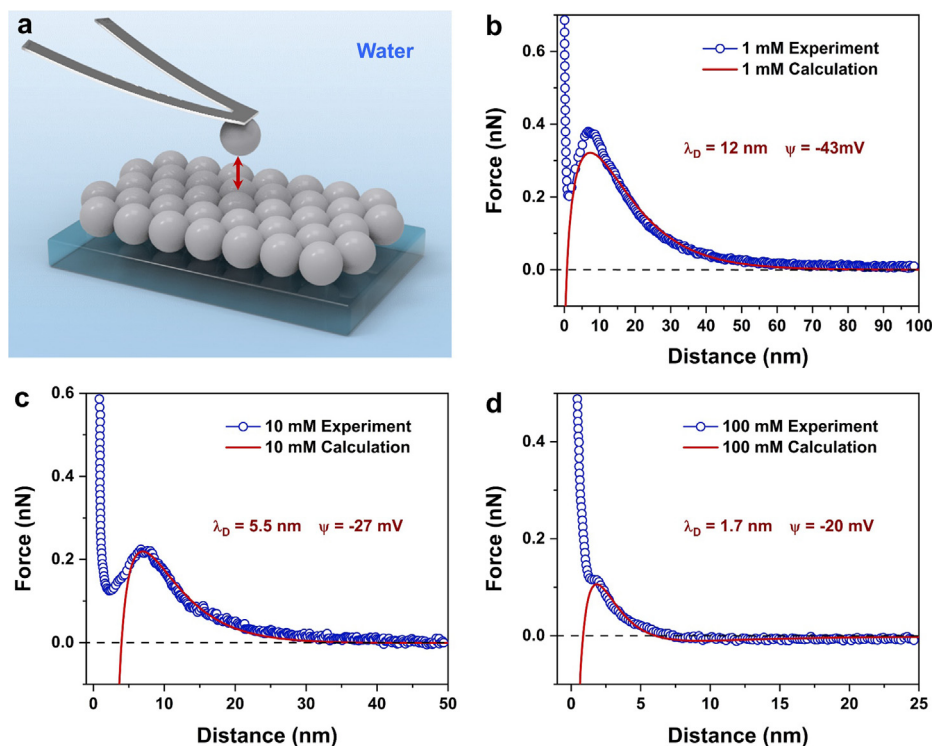 a
Water
b
1 mM Experiment
1 mM Calculation
λD = 12 nm ψ = -43mV
Force (nN)
0.6
0.4
0.2
0.0
0 10 20 30 40 50 60 70 80 90 100
Distance (nm)
c
10 mM Experiment
10 mM Calculation
λD = 5.5 nm ψ = -27 mV
Force (nN)
0.6
0.4
0.2
0.0
0 10 20 30 40 50
Distance (nm)
d
100 mM Experiment
100 mM Calculation
λD = 1.7 nm ψ = -20 mV
Force (nN)
0.4
0.2
0.0
0 5 10 15 20 25
Distance (nm)